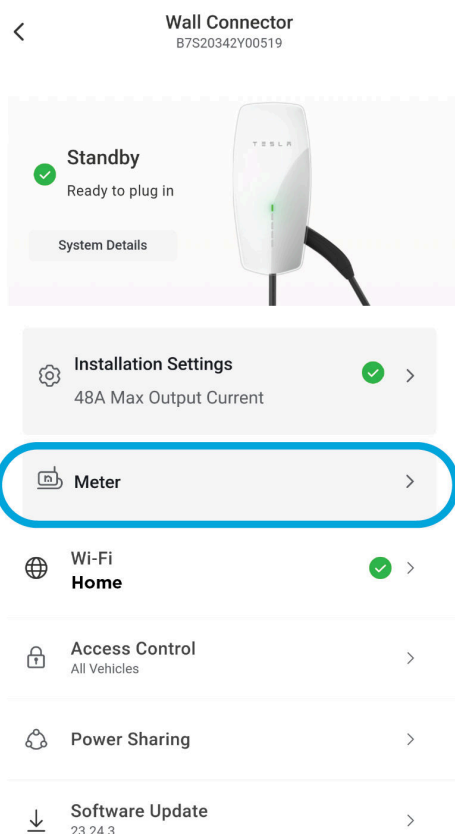 Wall Connector
B7S20342Y00519
TESLA
Standby
Ready to plug in
System Details
Installation Settings
48A Max Output Current
Meter
Wi-Fi
Home
Access Control
All Vehicles
Power Sharing
Software Update
23.24.3